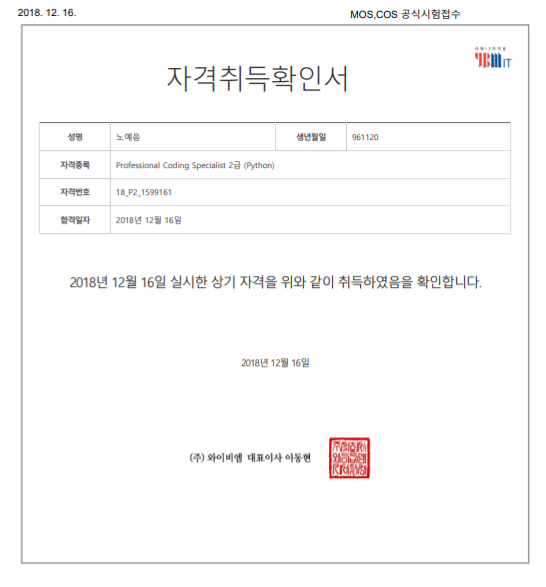 2018. 12. 16.
MOS,COS 공식시험접수
YBM IT
자격취득확인서
성명 노예음 생년월일 961120
자격종목 Professional Coding Specialist 2급 (Python)
자격번호 18_P2_1599161
합격일자 2018년 12월 16일
2018년 12월 16일 실시한 상기 자격을 위와 같이 취득하였음을 확인합니다.
2018년 12월 16일
(주) 와이비엠 대표이사 이동현